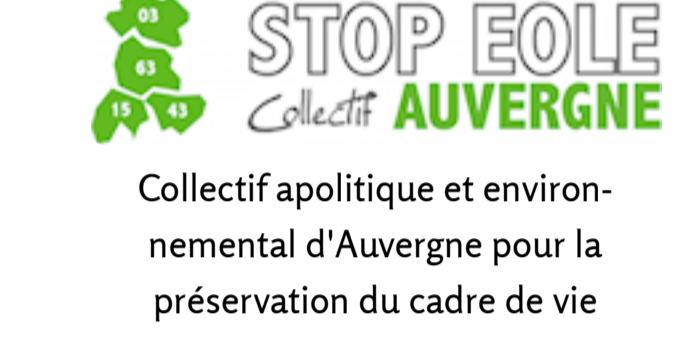 03
STOP EOLE
63
Collectif AUVERGNE
15 43
Collectif apolitique et environ-
nemental d'Auvergne pour la
préservation du cadre de vie